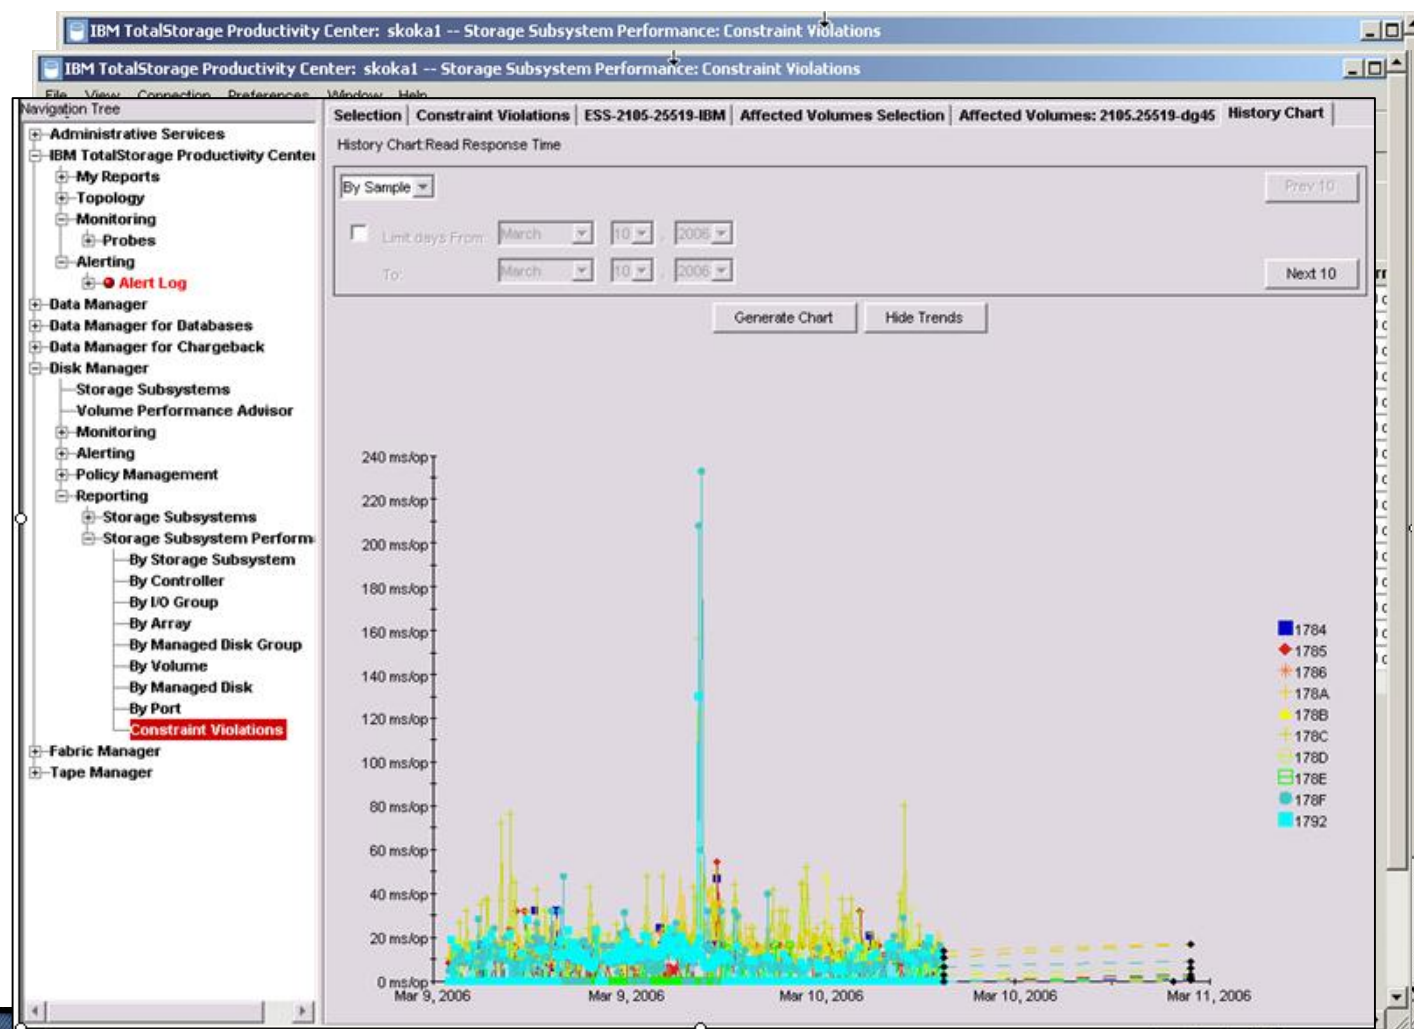 IBM TotalStorage Productivity Center: skoka1 -- Storage Subsystem Performance: Constraint Violations
IBM TotalStorage Productivity Center: skoka1 -- Storage Subsystem Performance: Constraint Violations
File View Connection Preferences Window Help
Navigation Tree
Administrative Services
IBM TotalStorage Productivity Center
My Reports
Topology
Monitoring
Probes
Alerting
Alert Log
Data Manager
Data Manager for Databases
Data Manager for Chargeback
Disk Manager
Storage Subsystems
Volume Performance Advisor
Monitoring
Alerting
Policy Management
Reporting
Storage Subsystems
Storage Subsystem Perform
By Storage Subsystem
By Controller
By I/O Group
By Array
By Managed Disk Group
By Volume
By Managed Disk
By Port
Constraint Violations
Fabric Manager
Tape Manager
Selection Constraint Violations ESS-2105-25519-IBM Affected Volumes Selection Affected Volumes: 2105.25519-dg45 History Chart
History Chart:Read Response Time
By Sample
Prev 10
Limit days From: March 10 , 2006
To: March 10 , 2006
Next 10
Generate Chart Hide Trends
240 ms/op
220 ms/op
200 ms/op
180 ms/op
160 ms/op
140 ms/op
120 ms/op
100 ms/op
80 ms/op
60 ms/op
40 ms/op
20 ms/op
0 ms/op
Mar 9, 2006 Mar 9, 2006 Mar 10, 2006 Mar 10, 2006 Mar 11, 2006
1784
1785
1786
178A
178B
178C
178D
178E
178F
1792